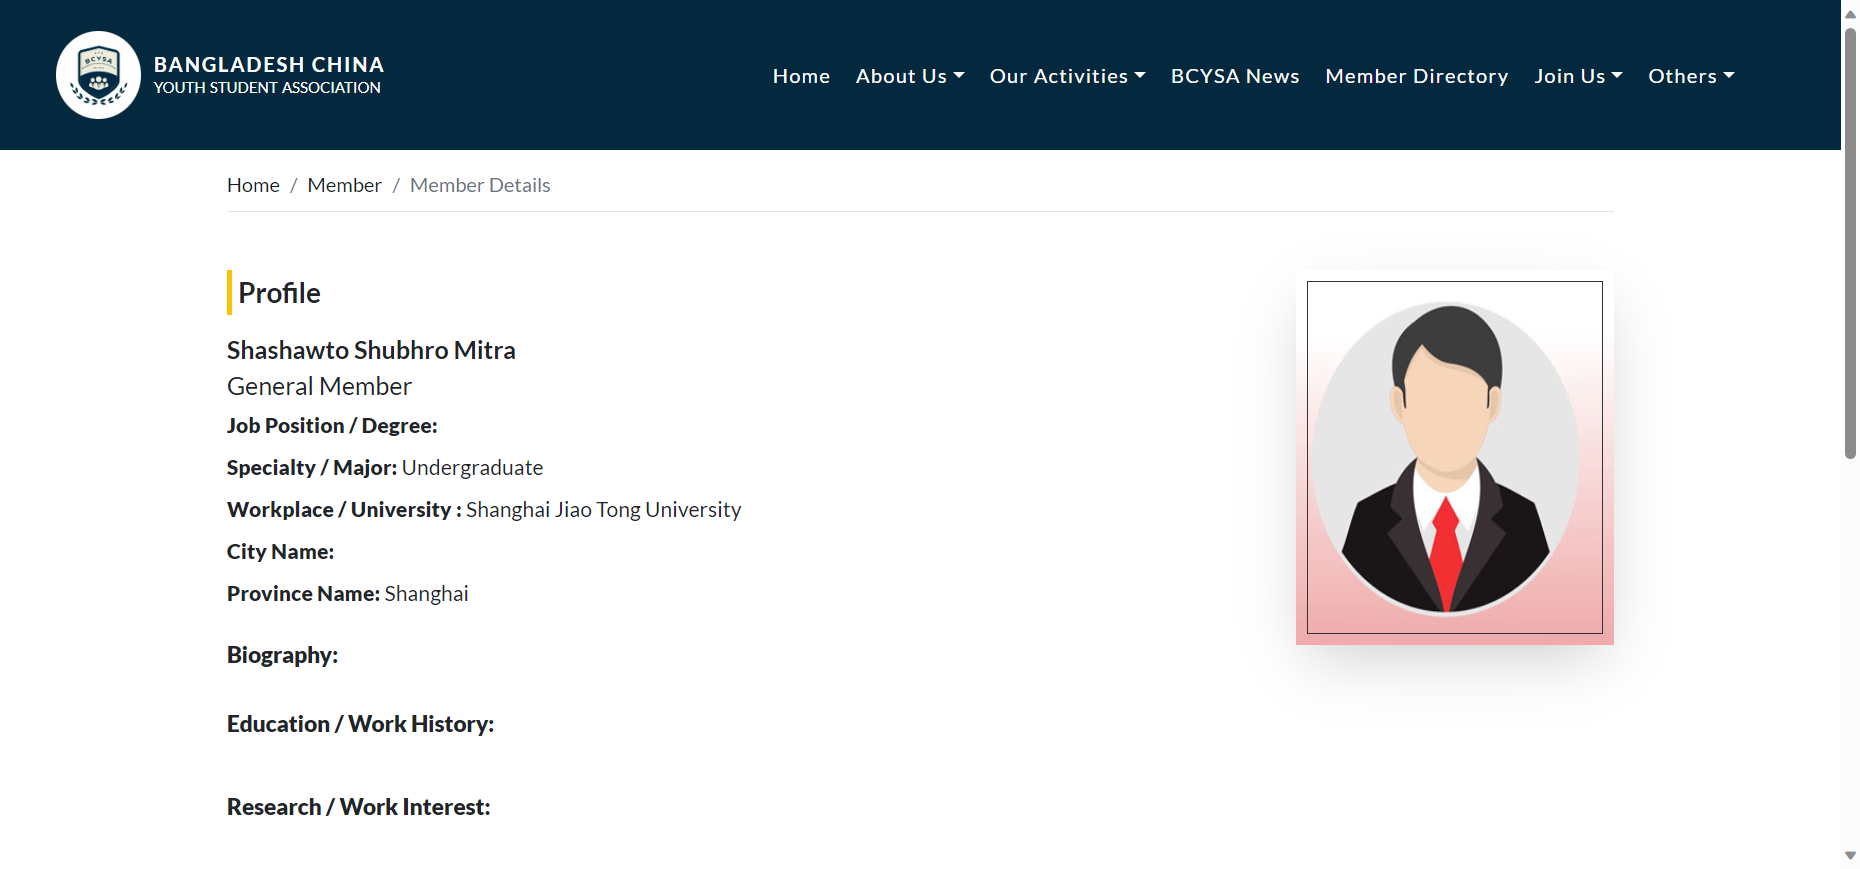 BCYSA
BANGLADESH CHINA
YOUTH STUDENT ASSOCIATION
Home About Us Our Activities BCYSA News Member Directory Join Us Others
Home / Member / Member Details
Profile
Shashawto Shubhro Mitra
General Member
Job Position / Degree:
Specialty / Major: Undergraduate
Workplace / University : Shanghai Jiao Tong University
City Name:
Province Name: Shanghai
Biography:
Education / Work History:
Research / Work Interest: